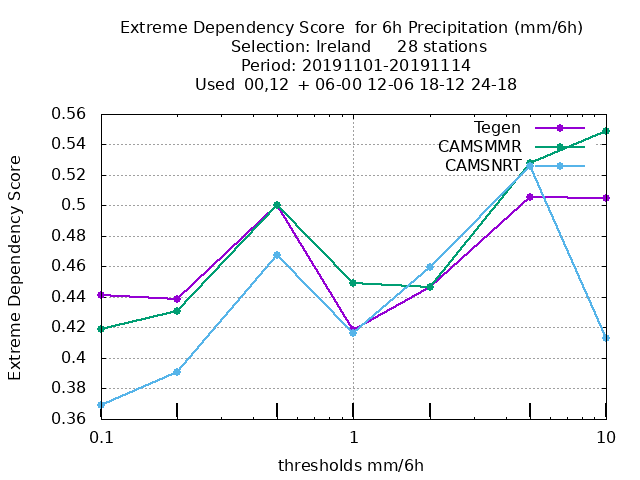 Extreme Dependency Score  for 6h Precipitation (mm/6h)
Selection: Ireland     28 stations
Period: 20191101-20191114
Used  00,12  + 06-00 12-06 18-12 24-18
Extreme Dependency Score
0.56
0.54
0.52
0.5
0.48
0.46
0.44
0.42
0.4
0.38
0.36
Tegen
CAMSMMR
CAMSNRT
0.1
1
10
thresholds mm/6h